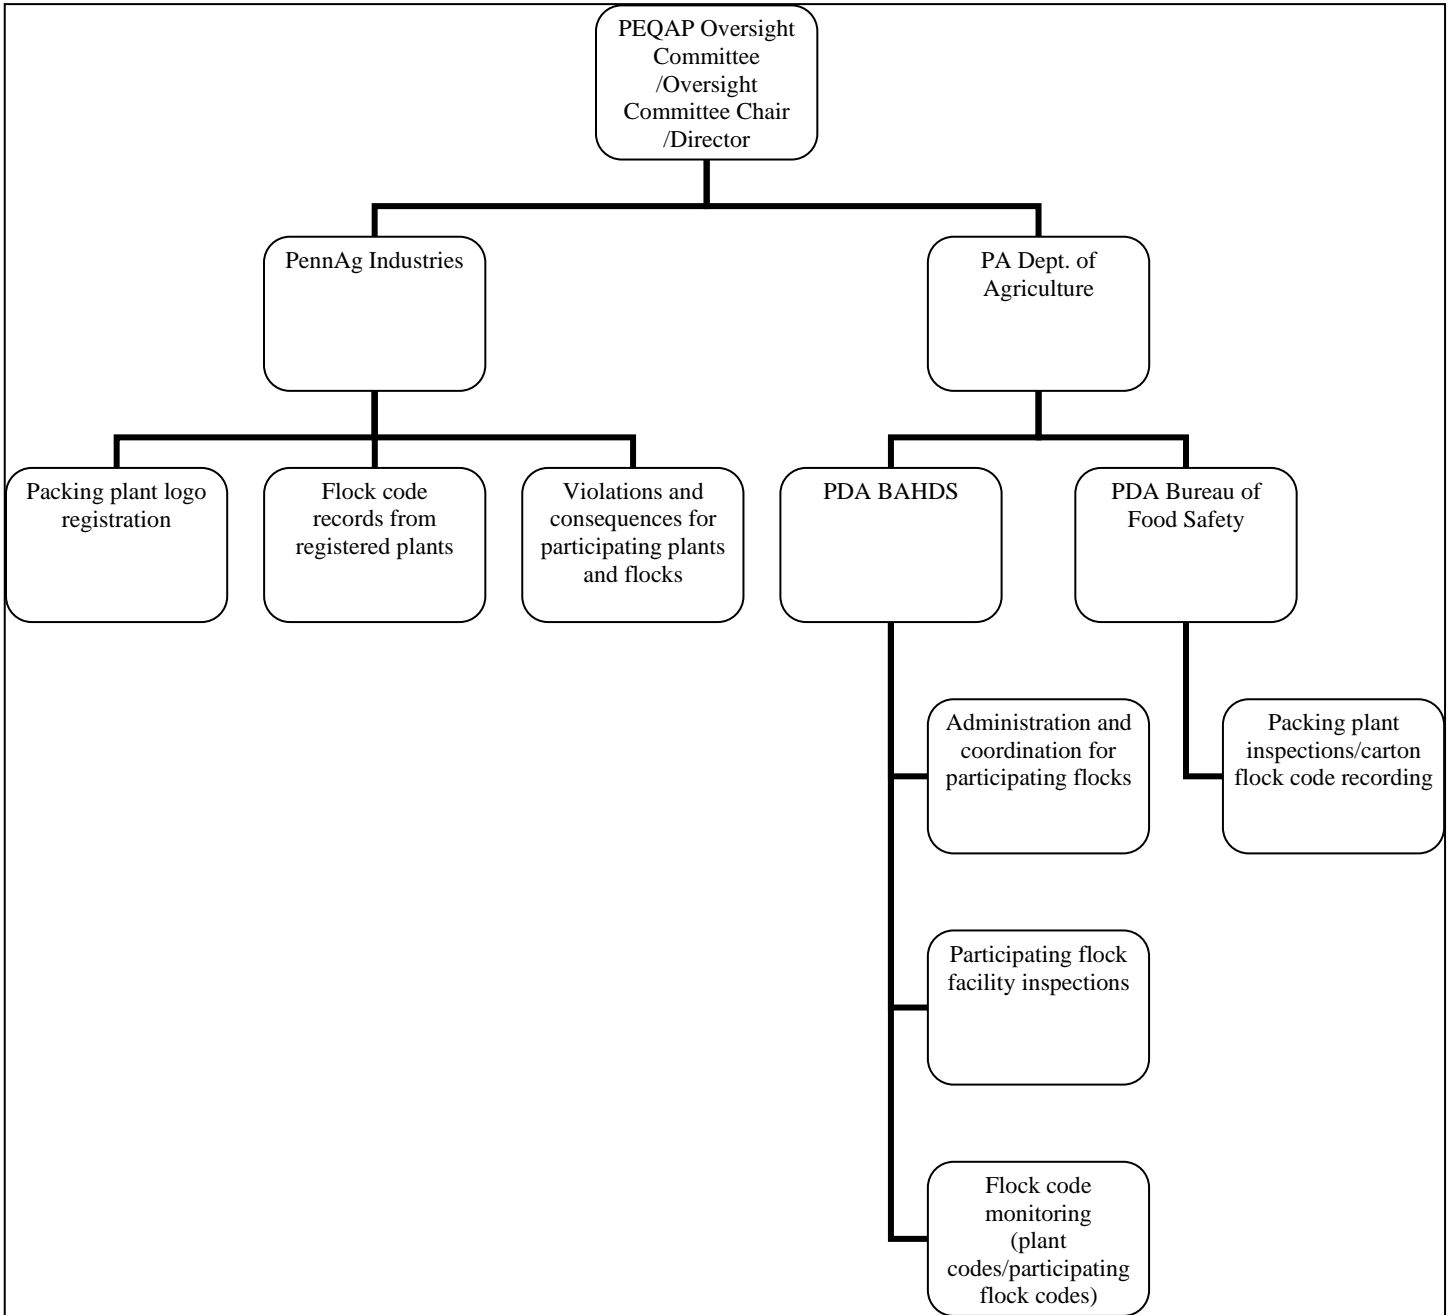 PEQAP Oversight
Committee
/Oversight
Committee Chair
/Director
PennAg Industries
PA Dept. of
Agriculture
Packing plant logo
registration
Flock code
records from
registered plants
Violations and
consequences for
participating plants
and flocks
PDA BAHDS
PDA Bureau of
Food Safety
Administration and
coordination for
participating flocks
Packing plant
inspections/carton
flock code recording
Participating flock
facility inspections
Flock code
monitoring
(plant
codes/participating
flock codes)